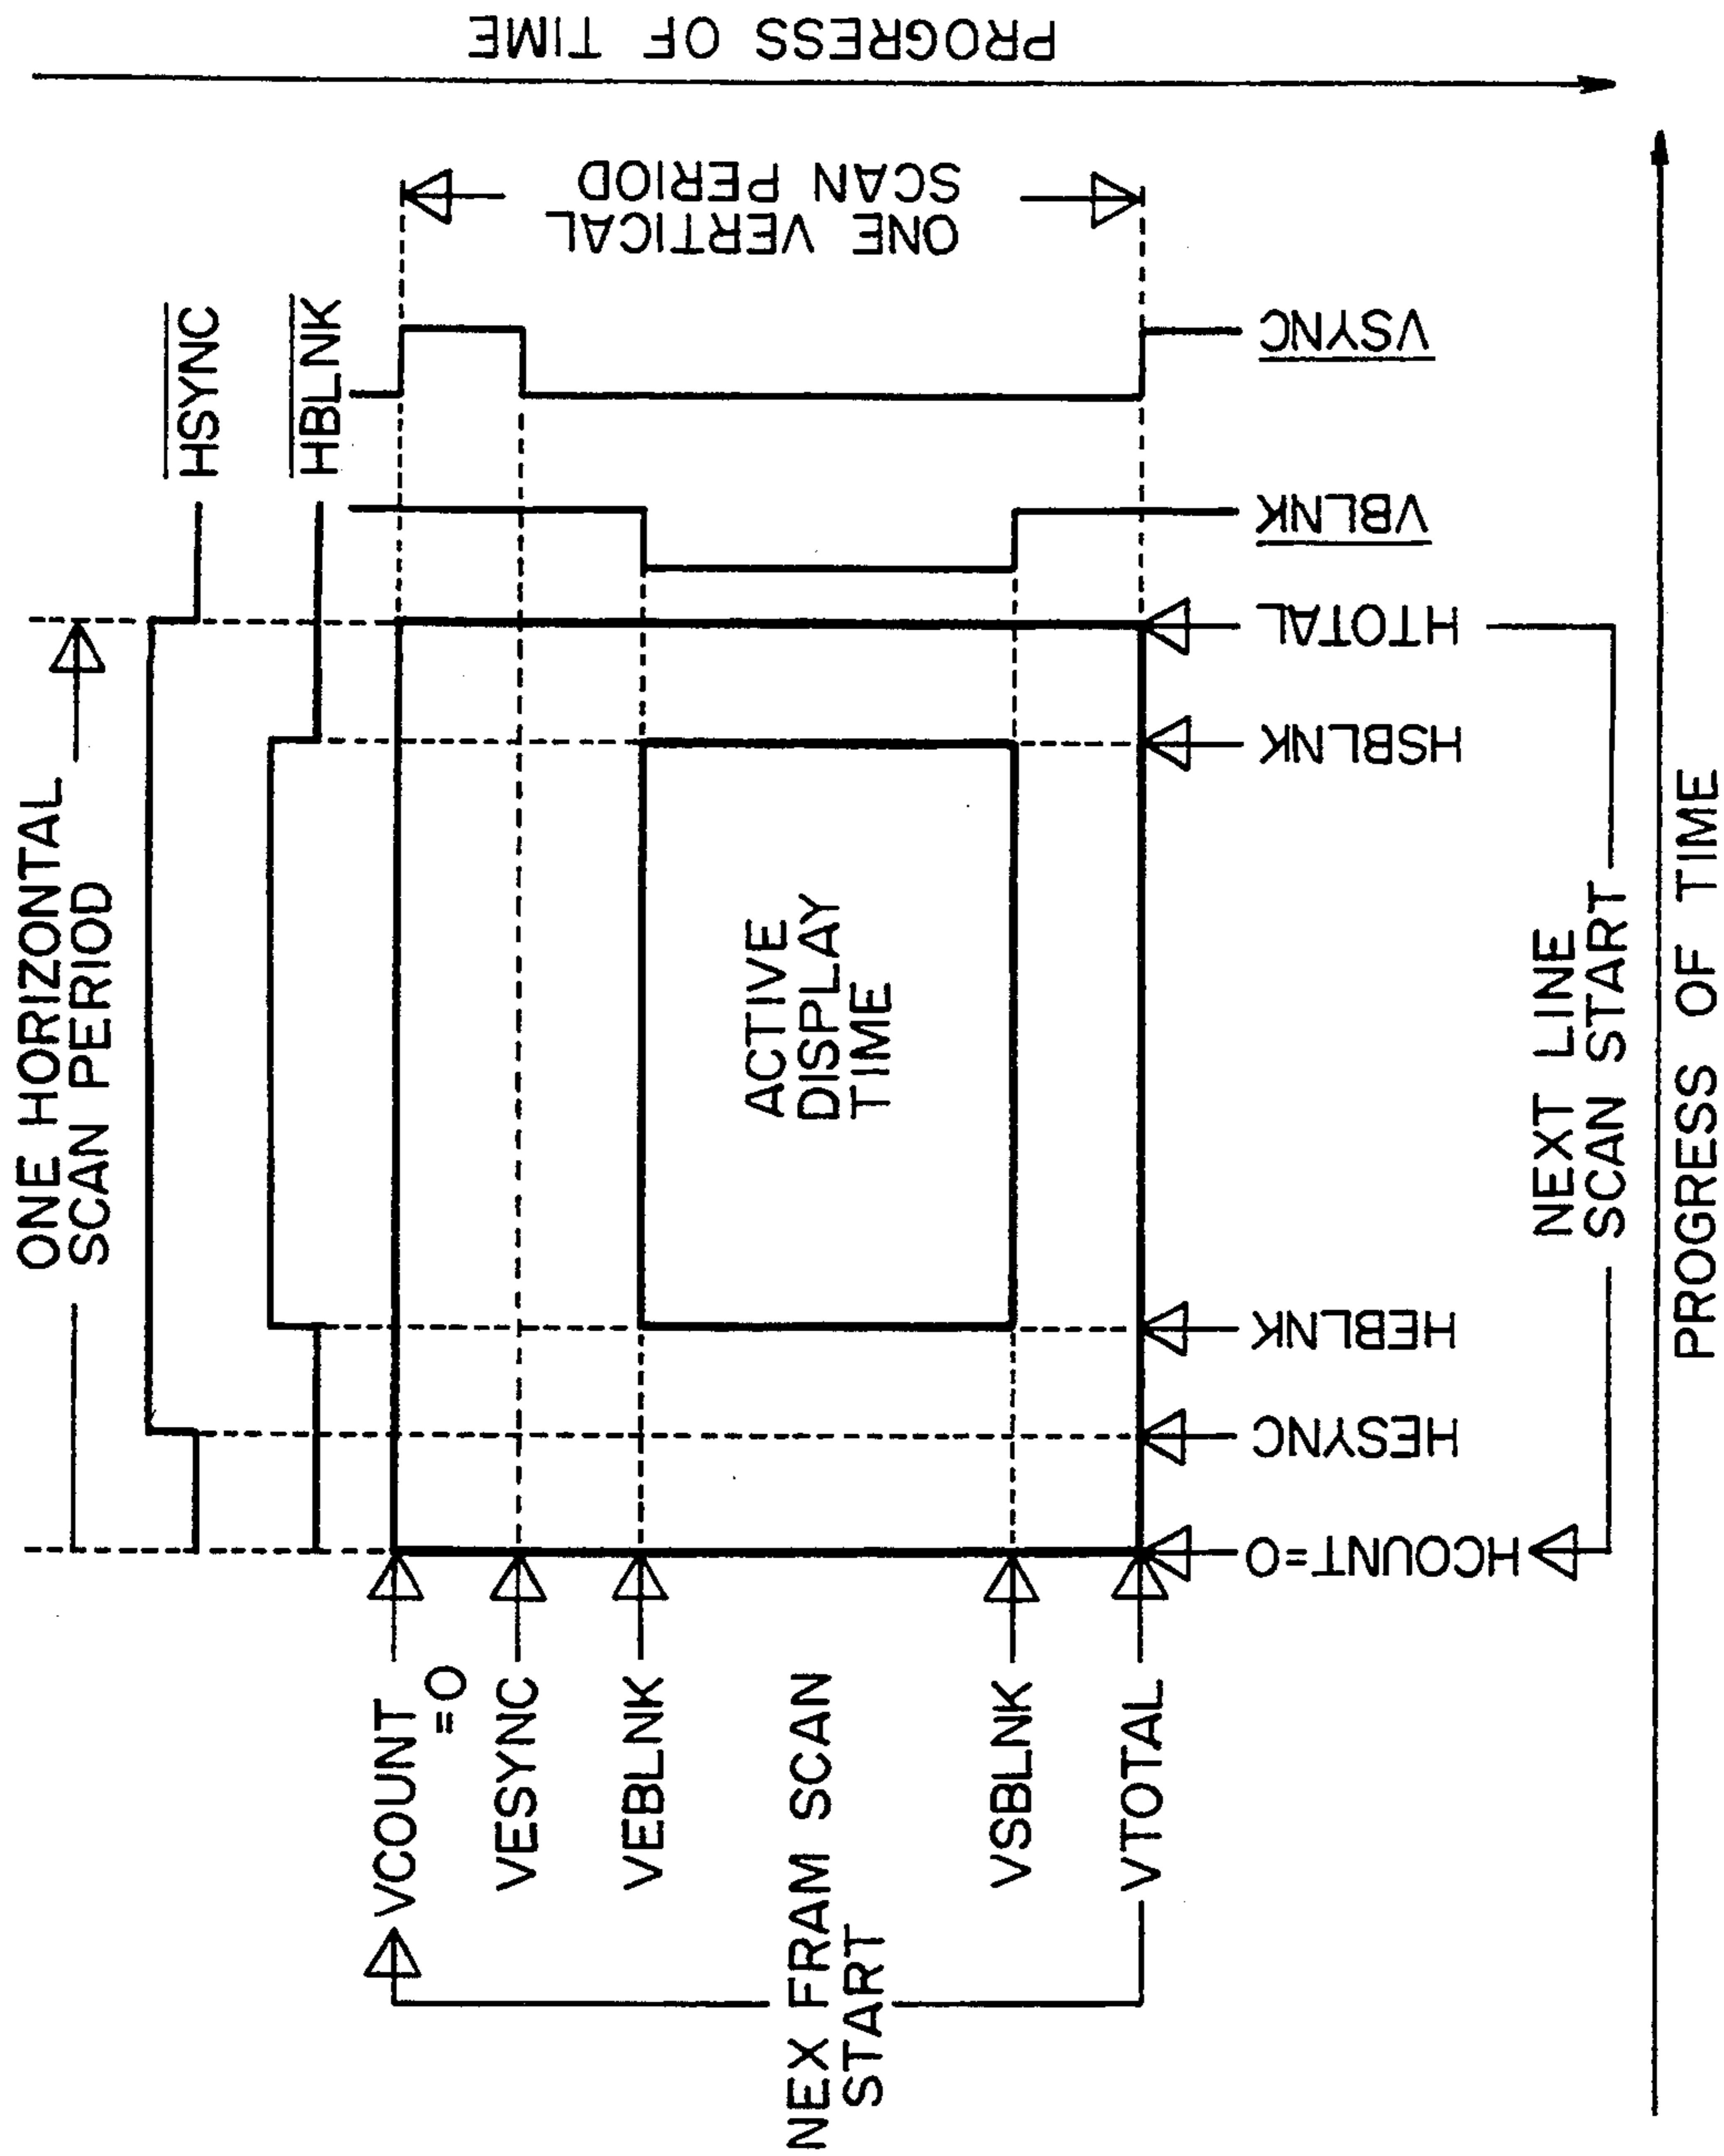 ONE HORIZONTAL
SCAN PERIOD
HSYNC
HBLNK
VCOUNT
=0
VESYNC
VEBLNK
NEX FRAM SCAN
START
VSBLNK
VTOTAL
ACTIVE
DISPLAY
TIME
ONE VERTICAL
SCAN PERIOD
PROGRESS OF TIME
HCOUNT=0
HESYNC
HEBLNK
HSBLNK
HTOTAL
VBLNK
VSYNC
NEXT LINE
SCAN START
PROGRESS OF TIME